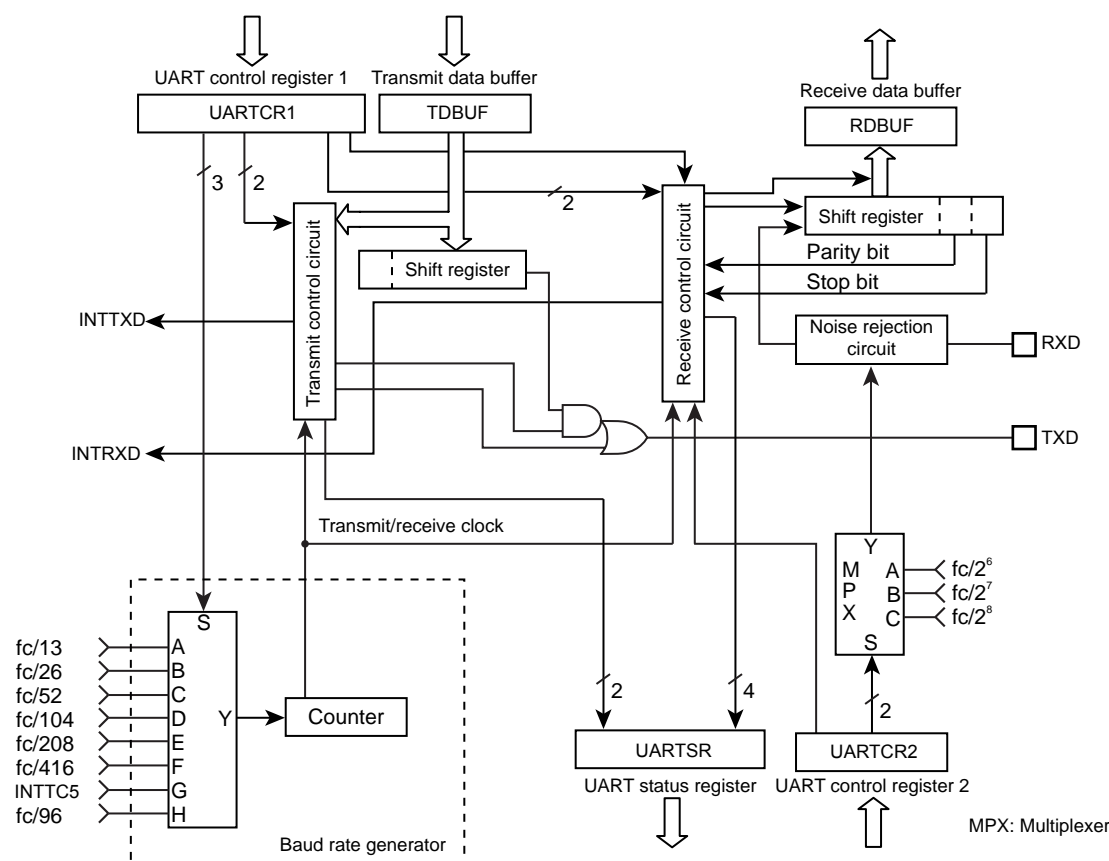 UART control register 1
Transmit data buffer
Receive data buffer
UARTCR1
TDBUF
RDBUF
3
2
2
Shift register
Parity bit
Stop bit
Transmit control circuit
Shift register
Receive control circuit
Noise rejection
circuit
INTTXD
RXD
INTRXD
TXD
Transmit/receive clock
Y
M
P
X
A
B
C
S
fc/2⁶
fc/2⁷
fc/2⁸
2
S
fc/13
A
fc/26
B
fc/52
C
fc/104
D
fc/208
E
fc/416
F
INTTC5
G
fc/96
H
Y
Counter
2
4
UARTSR
UARTCR2
UART status register
UART control register 2
Baud rate generator
MPX: Multiplexer